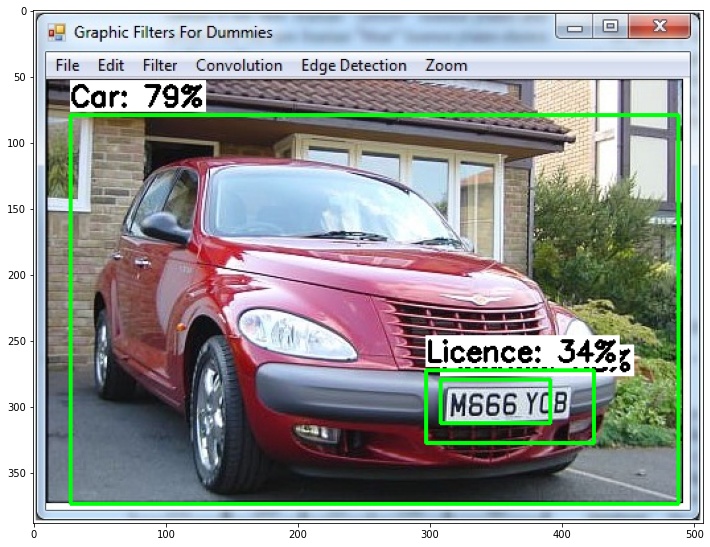 0
Graphic Filters For Dummies
File Edit Filter Convolution Edge Detection Zoom
50
Car: 79%
100
150
200
250
Licence: 34%
%
M666 YOB
300
350
0 100 200 300 400 500